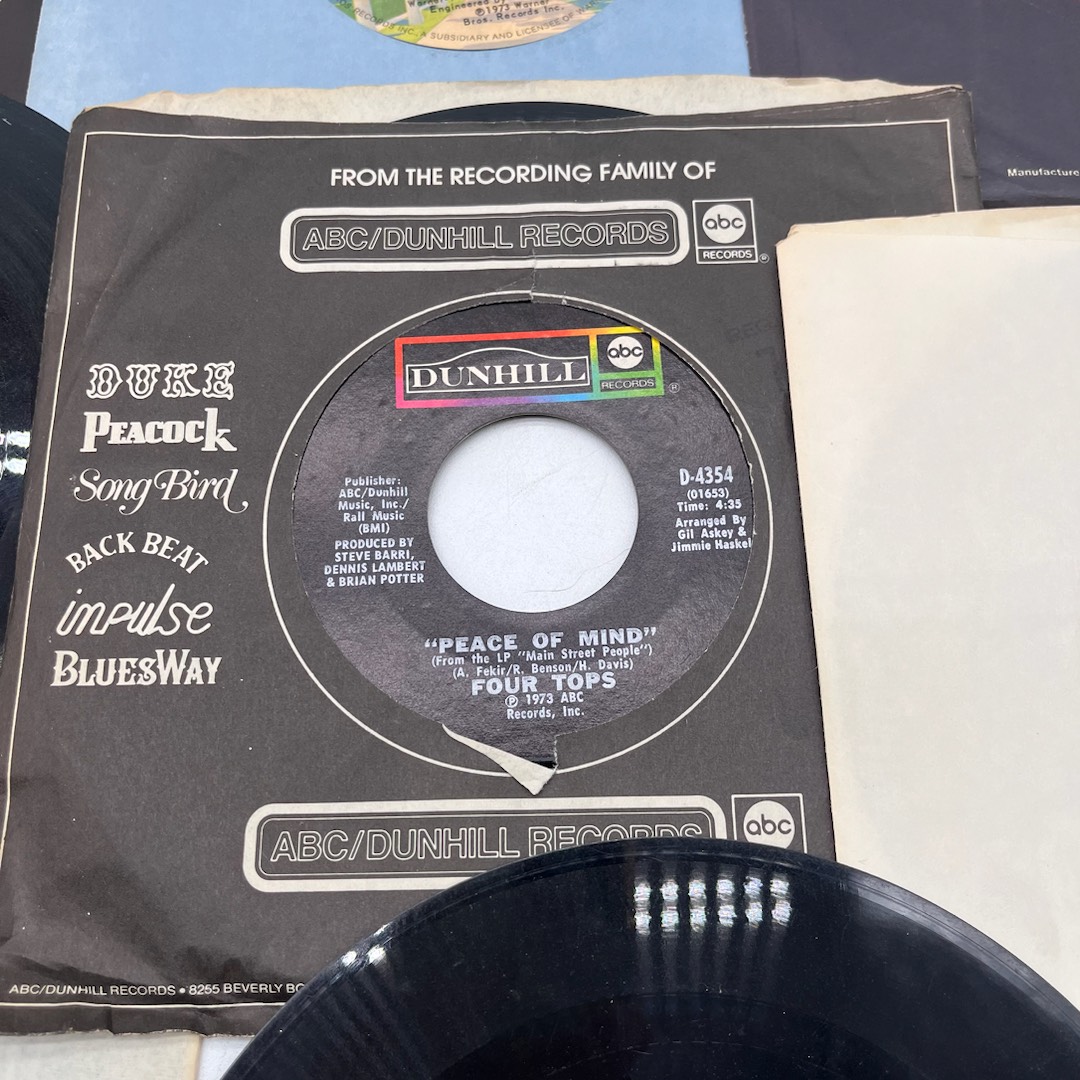 Engineered by
©1973 Warner
Bros. Records Inc.
RECORDS INC., A SUBSIDIARY AND LICENSEE OF
Manufacture
FROM THE RECORDING FAMILY OF
ABC/DUNHILL RECORDS
abc
RECORDS ®
DUKE
PEACOCK
Song Bird
BACK BEAT
impulse
BLUESWAY
DUNHILL
abc
RECORDS ®
Publisher:
ABC/Dunhill
Music, Inc./
Rall Music
(BMI)
PRODUCED BY
STEVE BARRI,
DENNIS LAMBERT
& BRIAN POTTER
D-4354
(01653)
Time: 4:35
Arranged By
Gil Askey &
Jimmie Haskel
"PEACE OF MIND"
(From the LP "Main Street People")
(A. Fekir/R. Benson/H. Davis)
FOUR TOPS
℗ 1973 ABC
Records, Inc.
ABC/DUNHILL RECORDS
abc
ABC/DUNHILL RECORDS • 8255 BEVERLY BO